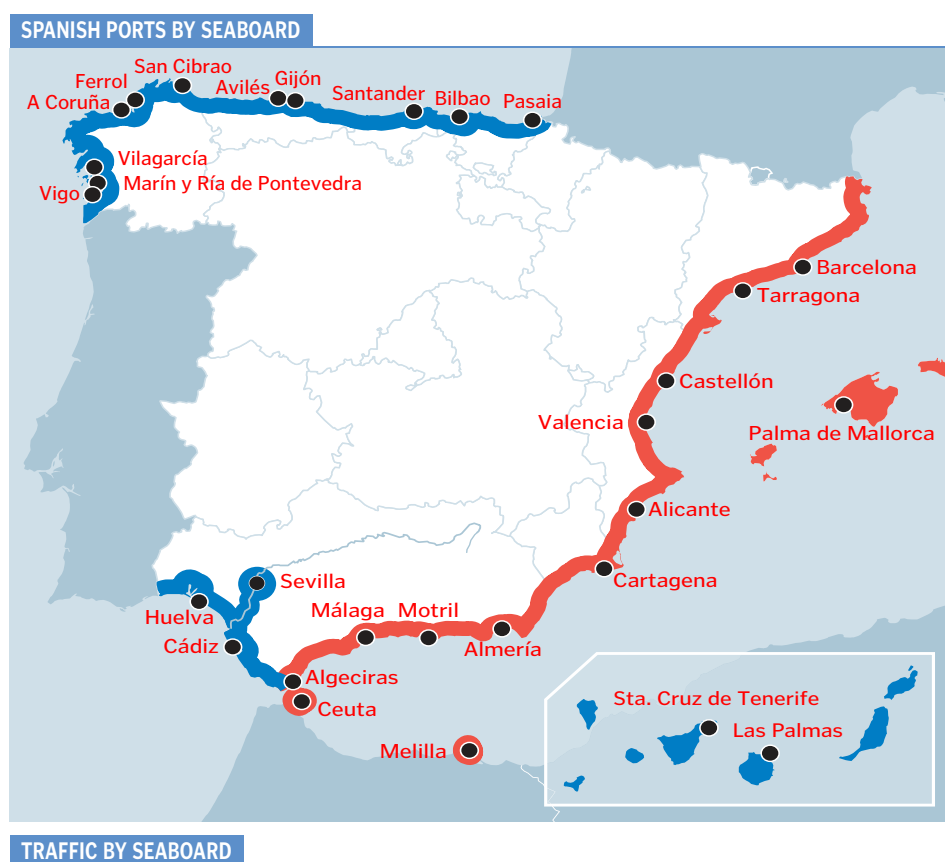 SPANISH PORTS BY SEABOARD
San Cibrao
Ferrol
Gijón
Avilés
A Coruña
Santander
Bilbao
Pasaia
Vilagarcía
Marín y Ría de Pontevedra
Vigo
Barcelona
Tarragona
Castellón
Valencia
Palma de Mallorca
Alicante
Cartagena
Sevilla
Huelva
Málaga
Motril
Cádiz
Almería
Algeciras
Ceuta
Sta. Cruz de Tenerife
Las Palmas
Melilla
TRAFFIC BY SEABOARD